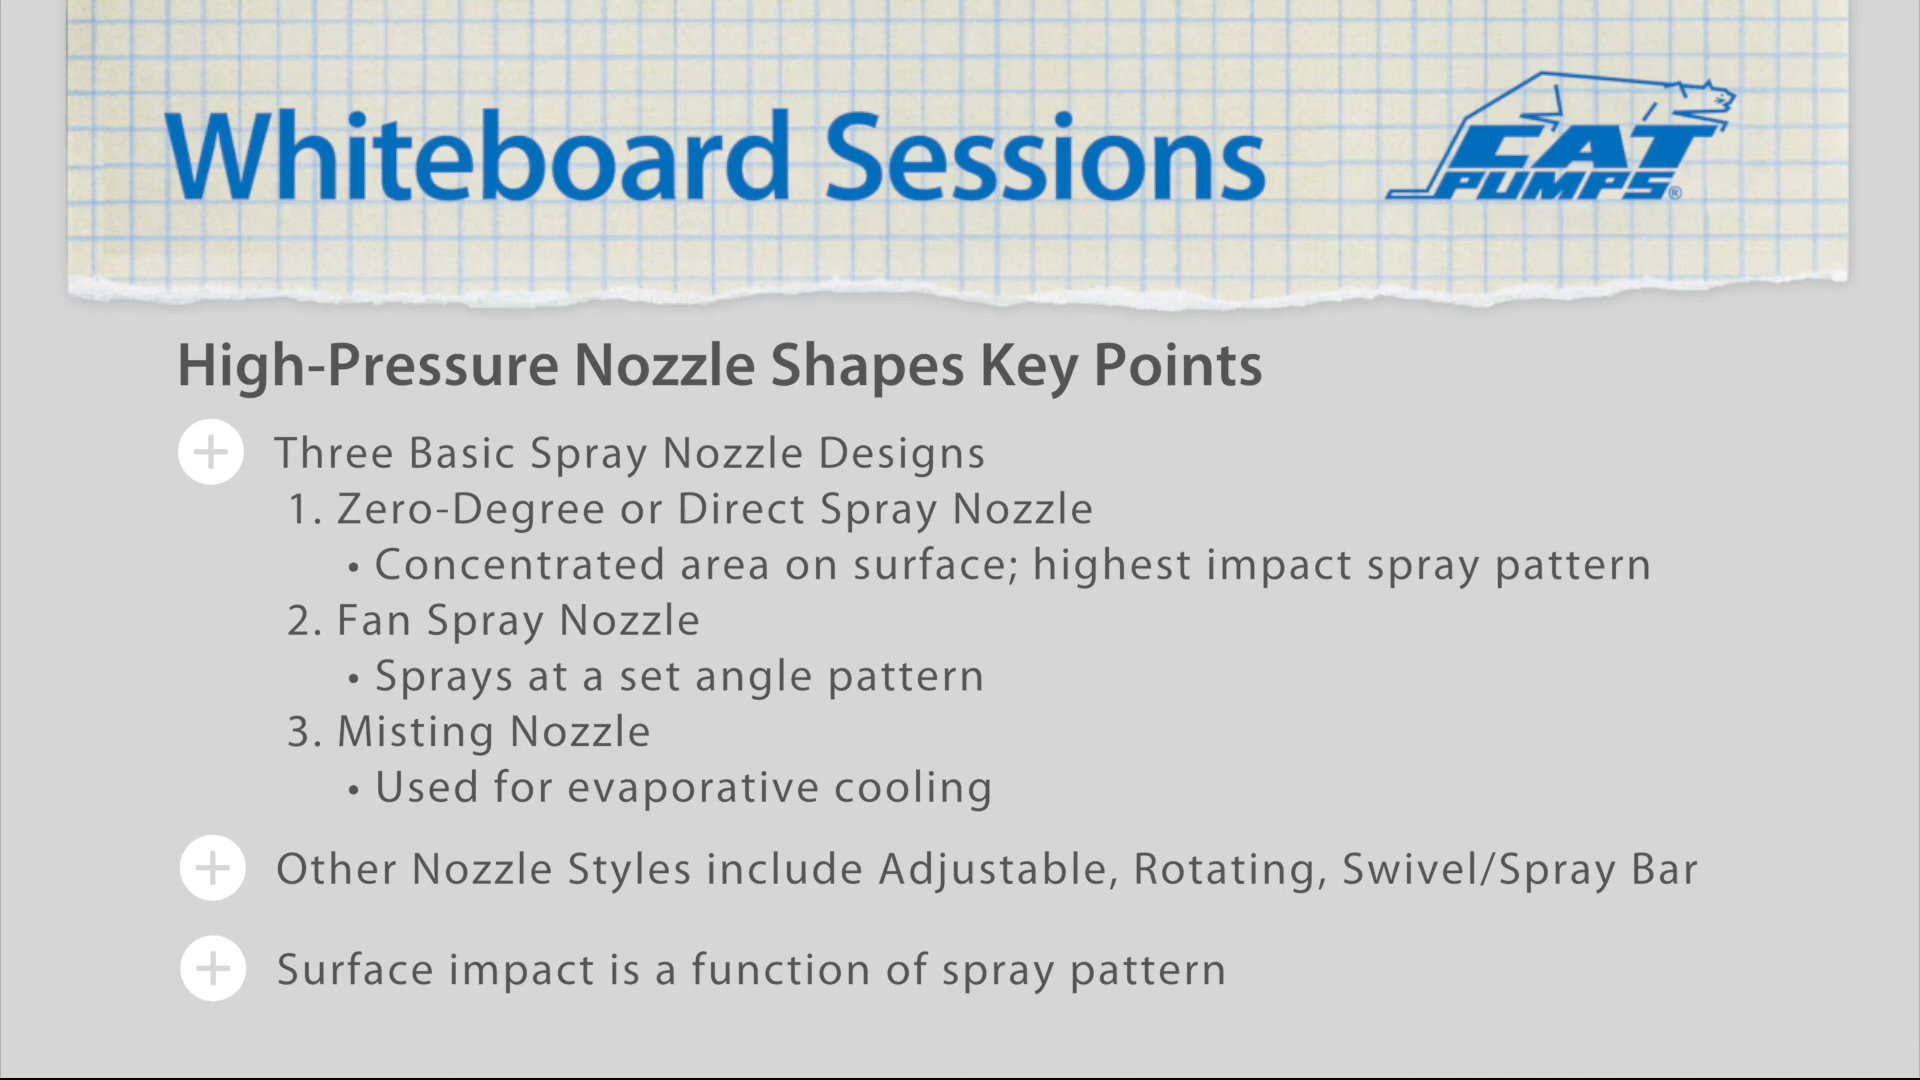 Whiteboard Sessions
CAT
PUMPS®
High-Pressure Nozzle Shapes Key Points
Three Basic Spray Nozzle Designs
1. Zero-Degree or Direct Spray Nozzle
• Concentrated area on surface; highest impact spray pattern
2. Fan Spray Nozzle
• Sprays at a set angle pattern
3. Misting Nozzle
• Used for evaporative cooling
Other Nozzle Styles include Adjustable, Rotating, Swivel/Spray Bar
Surface impact is a function of spray pattern